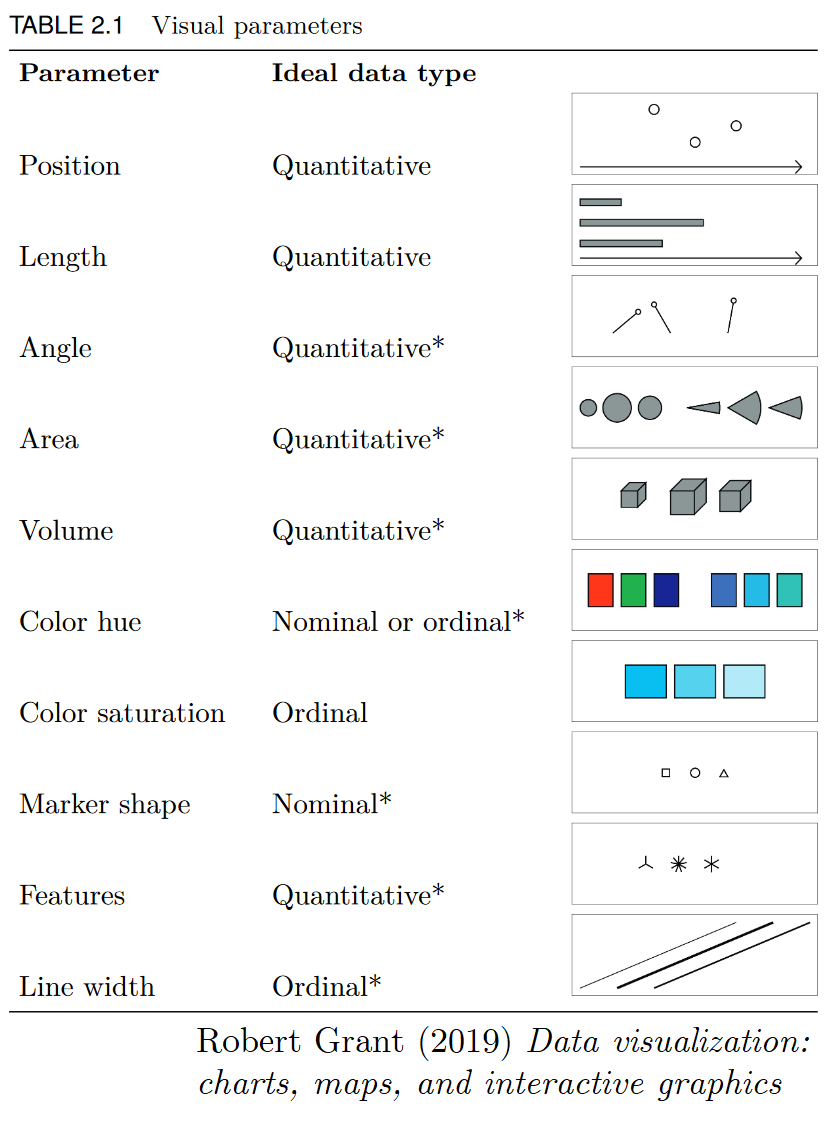 TABLE 2.1 Visual parameters
Parameter Ideal data type
Position Quantitative
Length Quantitative
Angle Quantitative*
Area Quantitative*
Volume Quantitative*
Color hue Nominal or ordinal*
Color saturation Ordinal
Marker shape Nominal*
Features Quantitative*
Line width Ordinal*
Robert Grant (2019) Data visualization:
charts, maps, and interactive graphics